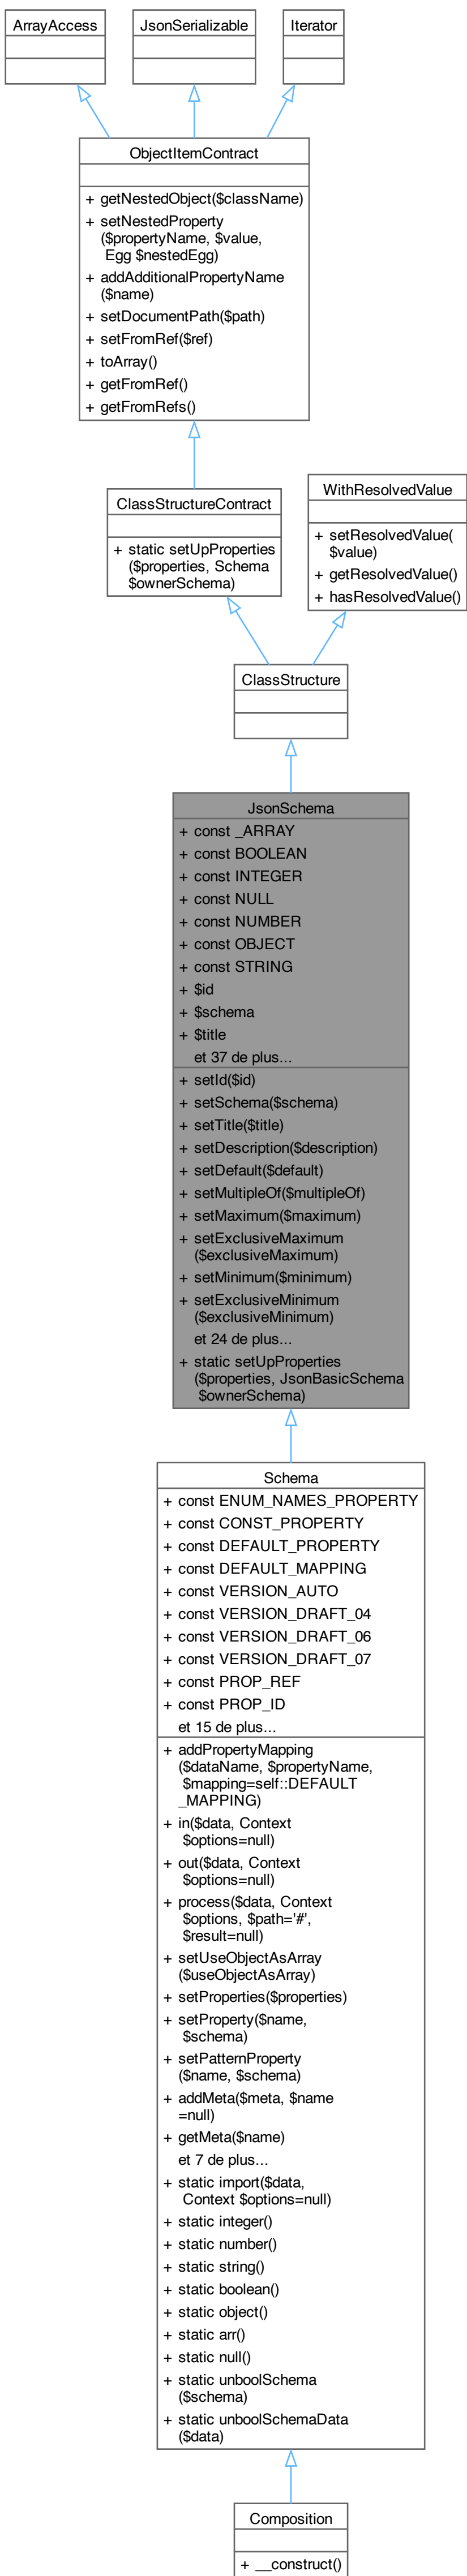 ArrayAccess
JsonSerializable
Iterator
ObjectItemContract
+ getNestedObject($className)
+ setNestedProperty
($propertyName, $value,
Egg $nestedEgg)
+ addAdditionalPropertyName
($name)
+ setDocumentPath($path)
+ setFromRef($ref)
+ toArray()
+ getFromRef()
+ getFromRefs()
ClassStructureContract
+ static setUpProperties
($properties, Schema
$ownerSchema)
WithResolvedValue
+ setResolvedValue(
$value)
+ getResolvedValue()
+ hasResolvedValue()
ClassStructure
JsonSchema
+ const _ARRAY
+ const BOOLEAN
+ const INTEGER
+ const NULL
+ const NUMBER
+ const OBJECT
+ const STRING
+ $id
+ $schema
+ $title
et 37 de plus...
+ setId($id)
+ setSchema($schema)
+ setTitle($title)
+ setDescription($description)
+ setDefault($default)
+ setMultipleOf($multipleOf)
+ setMaximum($maximum)
+ setExclusiveMaximum
($exclusiveMaximum)
+ setMinimum($minimum)
+ setExclusiveMinimum
($exclusiveMinimum)
et 24 de plus...
+ static setUpProperties
($properties, JsonBasicSchema
$ownerSchema)
Schema
+ const ENUM_NAMES_PROPERTY
+ const CONST_PROPERTY
+ const DEFAULT_PROPERTY
+ const DEFAULT_MAPPING
+ const VERSION_AUTO
+ const VERSION_DRAFT_04
+ const VERSION_DRAFT_06
+ const VERSION_DRAFT_07
+ const PROP_REF
+ const PROP_ID
et 15 de plus...
+ addPropertyMapping
($dataName, $propertyName,
$mapping=self::DEFAULT
_MAPPING)
+ in($data, Context
$options=null)
+ out($data, Context
$options=null)
+ process($data, Context
$options, $path='#',
$result=null)
+ setUseObjectAsArray
($useObjectAsArray)
+ setProperties($properties)
+ setProperty($name,
$schema)
+ setPatternProperty
($name, $schema)
+ addMeta($meta, $name
=null)
+ getMeta($name)
et 7 de plus...
+ static import($data,
Context $options=null)
+ static integer()
+ static number()
+ static string()
+ static boolean()
+ static object()
+ static arr()
+ static null()
+ static unboolSchema
($schema)
+ static unboolSchemaData
($data)
Composition
+ __construct()